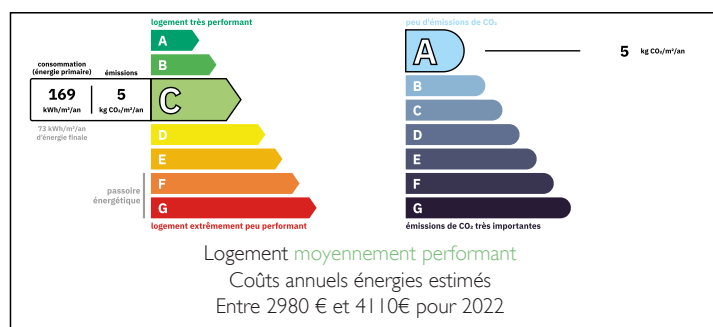 logement très performant
A
B
consommation
(énergie primaire)
émissions
169
kWh/m²/an
5
kg CO₂/m²/an
C
73 kWh/m²/an
d'énergie finale
D
E
passoire
énergétique
F
G
logement extrêmement peu performant
peu d'émissions de CO₂
A
5 kg CO₂/m²/an
B
C
D
E
F
G
émissions de CO₂ très importantes
Logement moyennement performant
Coûts annuels énergies estimés
Entre 2980 € et 4110€ pour 2022